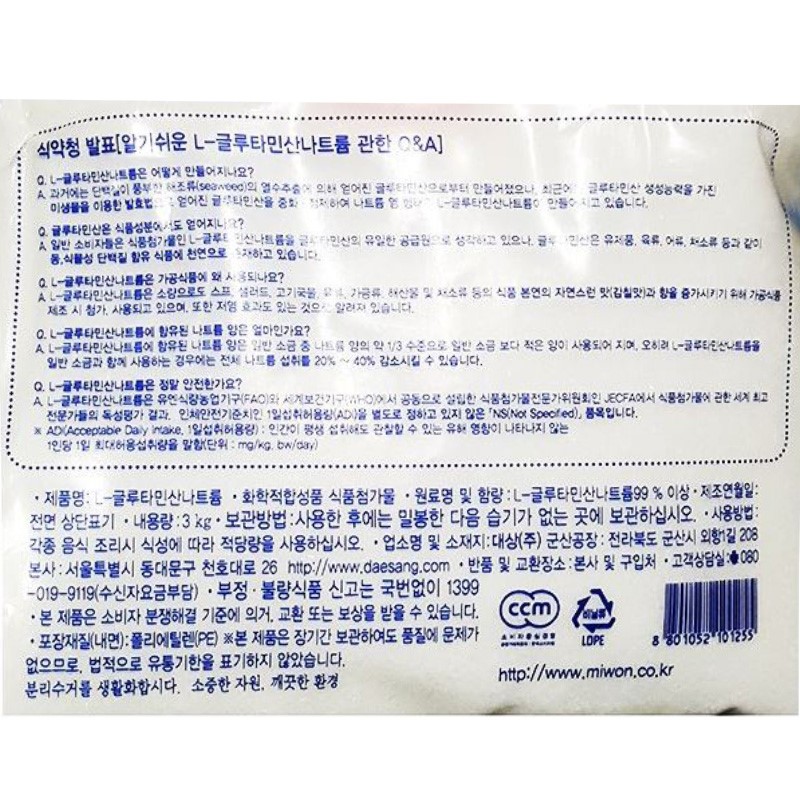 식약청 발표[알기쉬운 L-글루타민산나트륨 관한 Q&A]
Q. L-글루타민산나트륨은 어떻게 만들어지나요?
A. 과거에는 단백질이 풍부한 해조류(seaweed)의 열수추출에 의해 얻어진 글루타민산으로부터 만들어졌으나, 최근에는 글루타민산 생성능력을 가진
미생물을 이용한 발효법으로 얻어진 글루타민산을 중화 정제하여 나트륨 염 형태 L-글루타민산나트륨이 만들어지고 있습니다.
Q. 글루타민산은 식품성분에서도 얻어지나요?
A. 일반 소비자들은 식품첨가물인 L-글루타민산나트륨을 글루타민산의 유일한 공급원으로 생각하고 있으나, 글루타민산은 유제품, 육류, 어류, 채소류 등과 같이
동,식물성 단백질 함유 식품에 천연으로 존재하고 있습니다.
Q. L-글루타민산나트륨은 가공식품에 왜 사용되나요?
A. L-글루타민산나트륨은 소량으로도 스프, 샐러드, 고기국물, 육류, 가금류, 해산물 및 채소류 등의 식품 본연의 자연스런 맛(감칠맛)과 향을 증가시키기 위해 가공식품
제조 시 첨가, 사용되고 있으며, 또한 저염 효과도 있는 것으로 알려져 있습니다.
Q. L-글루타민산나트륨에 함유된 나트륨 양은 얼마인가요?
A. L-글루타민산나트륨에 함유된 나트륨 양은 일반 소금 중 나트륨 양의 약 1/3 수준으로 일반 소금 보다 적은 양이 사용되어 지며, 오히려 L-글루타민산나트륨을
일반 소금과 함께 사용하는 경우에는 전체 나트륨 섭취를 20% ~ 40% 감소시킬 수 있습니다.
Q. L-글루타민산나트륨은 정말 안전한가요?
A. L-글루타민산나트륨은 유엔식량농업기구(FAO)와 세계보건기구(WHO)에서 공동으로 설립한 식품첨가물전문가위원회인 JECFA에서 식품첨가물에 관한 세계 최고
전문가들의 독성평가 결과, 인체안전기준치인 1일섭취허용량(ADI)을 별도로 정하고 있지 않은 'NS(Not Specified)' 품목입니다.
※ ADI(Acceptable Daily Intake, 1일섭취허용량) : 인간이 평생 섭취해도 관찰할 수 있는 유해 영향이 나타나지 않는
1인당 1일 최대허용섭취량을 말함(단위 : mg/kg, bw/day)
· 제품명: L-글루타민산나트륨 · 화학적합성품 식품첨가물 · 원료명 및 함량: L-글루타민산나트륨99 % 이상 · 제조연월일:
전면 상단표기 · 내용량: 3 kg · 보관방법:사용한 후에는 밀봉한 다음 습기가 없는 곳에 보관하십시오. · 사용방법:
각종 음식 조리시 식성에 따라 적당량을 사용하십시오. · 업소명 및 소재지: 대상(주) 군산공장: 전라북도 군산시 외항1길 208
본사: 서울특별시 동대문구 천호대로 26 http://www.daesang.com · 반품 및 교환장소: 본사 및 구입처 · 고객상담실: 080
-019-9119(수신자요금부담) · 부정 · 불량식품 신고는 국번없이 1399
· 본 제품은 소비자 분쟁해결 기준에 의거, 교환 또는 보상을 받을 수 있습니다.
· 포장재질(내면): 폴리에틸렌(PE) ※본 제품은 장기간 보관하여도 품질에 문제가
없으므로, 법적으로 유통기한을 표기하지 않았습니다.
분리수거를 생활화합시다. 소중한 자원, 깨끗한 환경
ccm
소비자중심경영
비닐류
LDPE
8 801052 101255
http://www.miwon.co.kr